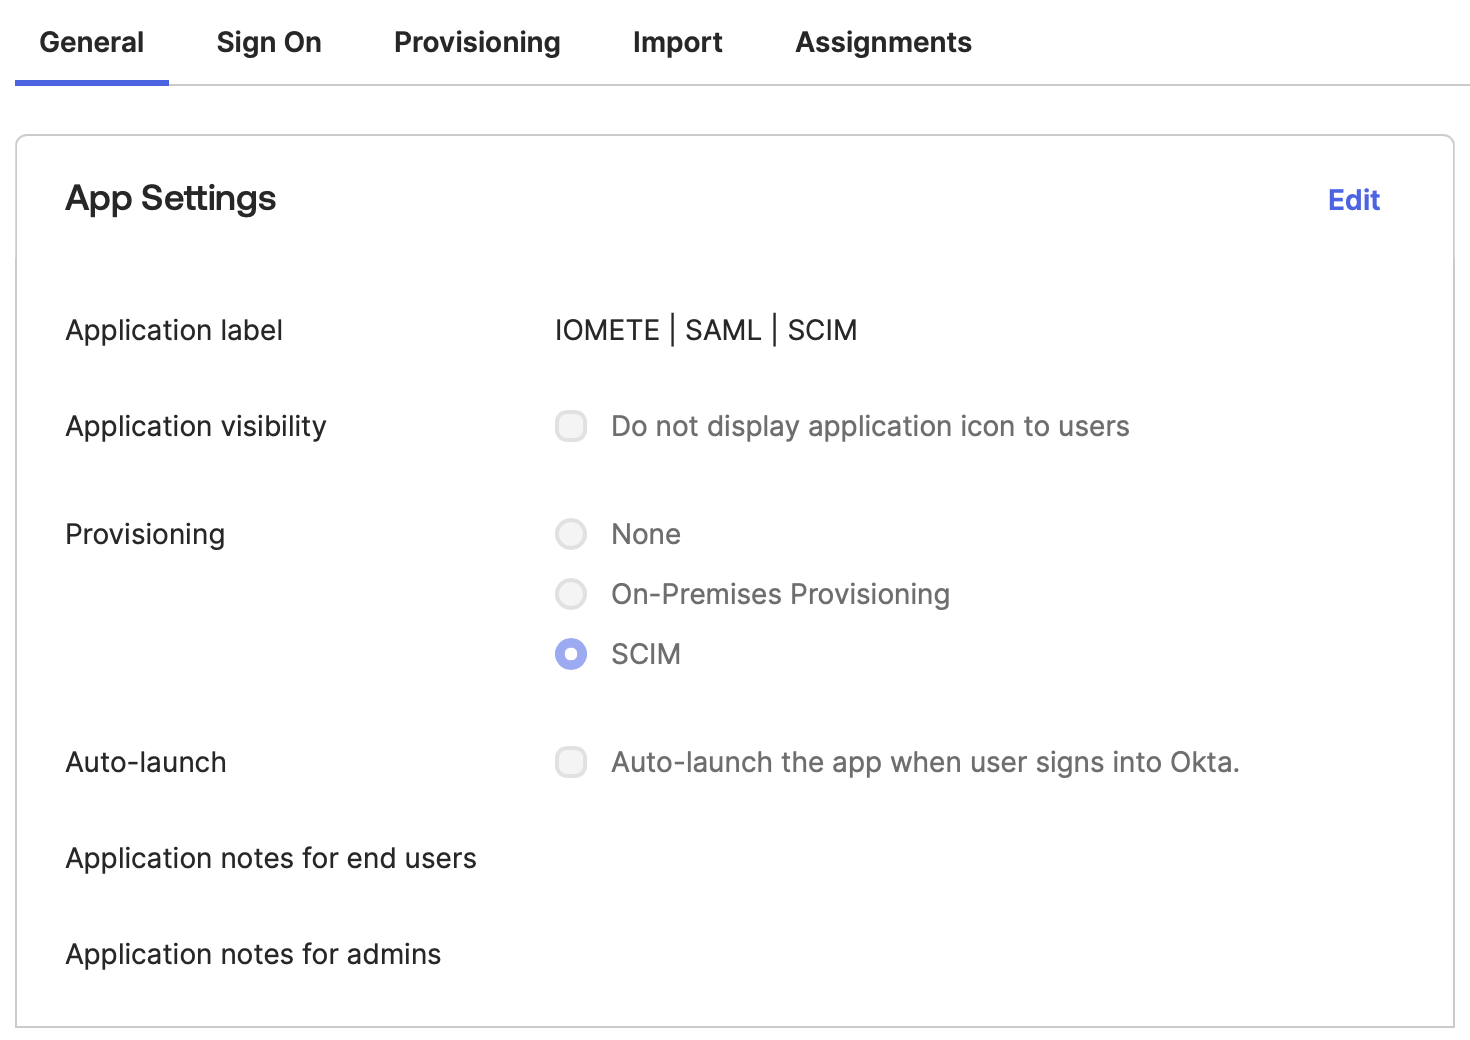 General Sign On Provisioning Import Assignments
App Settings Edit
Application label IOMETE | SAML | SCIM
Application visibility Do not display application icon to users
Provisioning None
On-Premises Provisioning
SCIM
Auto-launch Auto-launch the app when user signs into Okta.
Application notes for end users
Application notes for admins